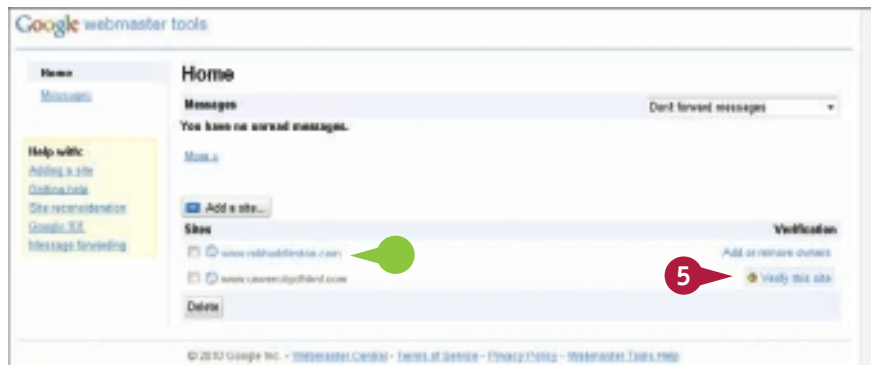 Google webmaster tools
Home
Messages
Help with:
Adding a site
Getting help
Site reconsideration
Google 101
Message forwarding
Home
Messages
Don't forward messages
You have no unread messages.
More »
Add a site...
Sites
Verification
Add or remove owners
5
Verify this site
Delete
© 2010 Google Inc. - Webmaster Central - Terms of Service - Privacy Policy - Webmaster Tools Help